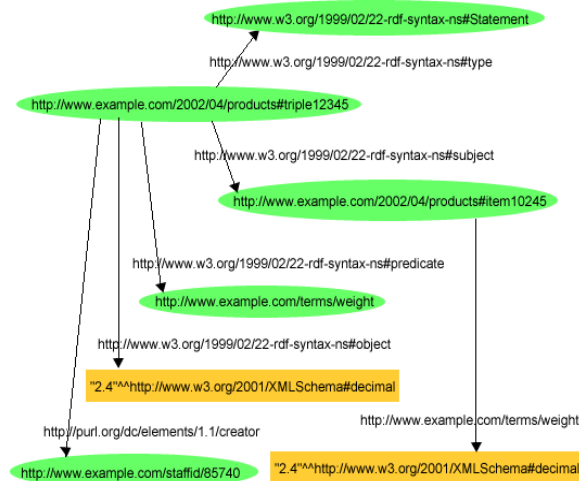 http://www.w3.org/1999/02/22-rdf-syntax-ns#Statement
http://www.w3.org/1999/02/22-rdf-syntax-ns#type
http://www.example.com/2002/04/products#triple12345
http://www.w3.org/1999/02/22-rdf-syntax-ns#subject
http://www.example.com/2002/04/products#item10245
http://www.w3.org/1999/02/22-rdf-syntax-ns#predicate
http://www.example.com/terms/weight
http://www.w3.org/1999/02/22-rdf-syntax-ns#object
"2.4"^^http://www.w3.org/2001/XMLSchema#decimal
http://www.example.com/terms/weight
http://purl.org/dc/elements/1.1/creator
http://www.example.com/staffid/85740
"2.4"^^http://www.w3.org/2001/XMLSchema#decimal